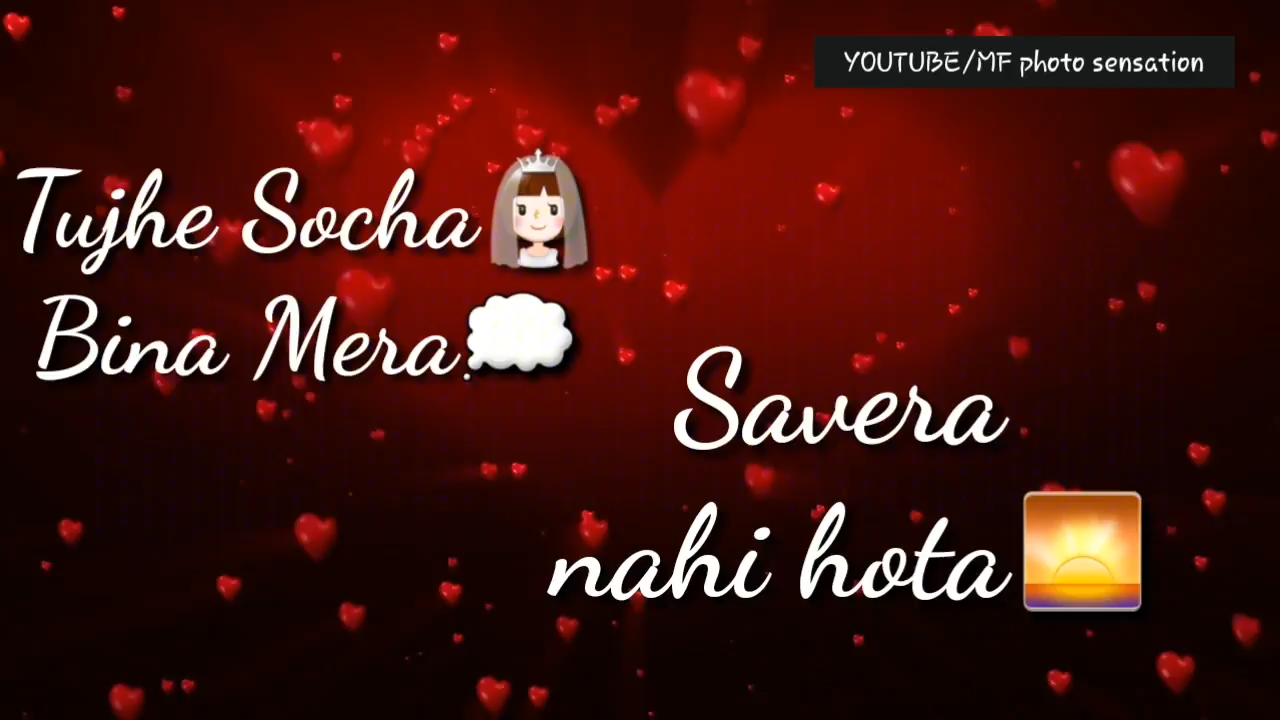 YOUTUBE/MF photo sensation
Tujhe Socha
Bina Mera
Savera
nahi hota